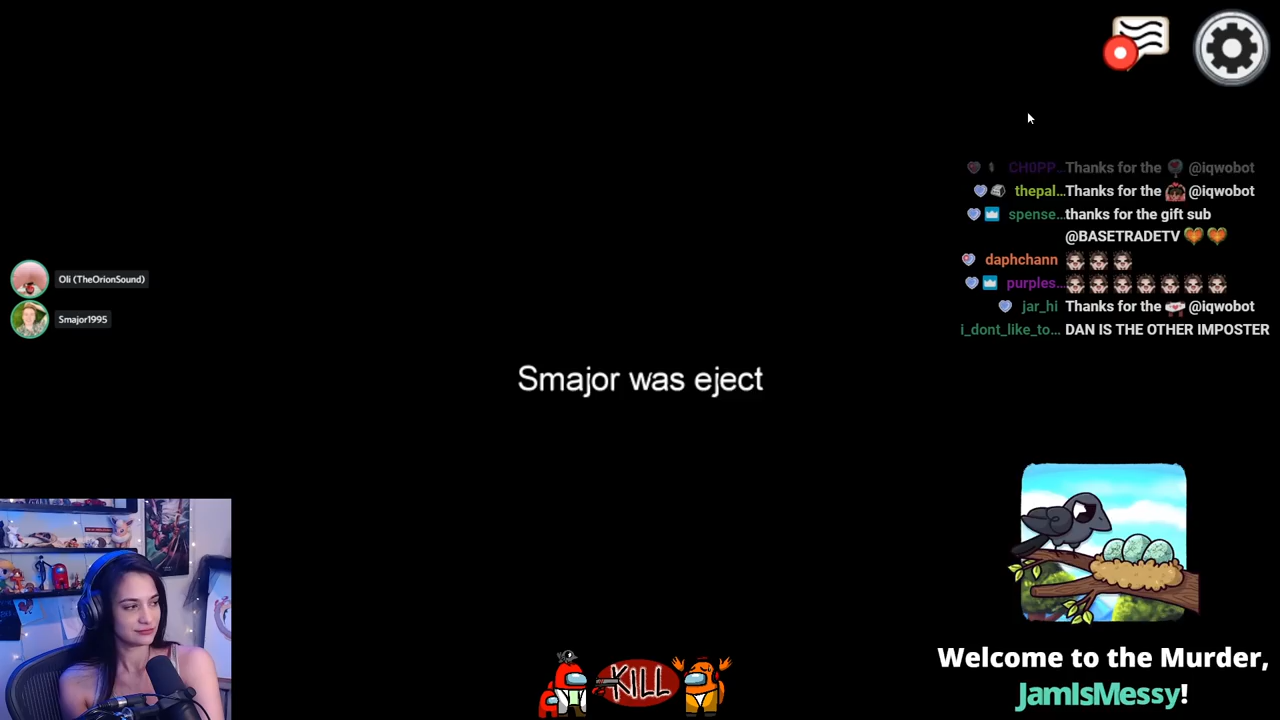 CH0PP... Thanks for the @iqwobot
thepal... Thanks for the @iqwobot
spense... thanks for the gift sub
@BASETRADETV
daphchann
purples...
jar_hi Thanks for the @iqwobot
i_dont_like_to... DAN IS THE OTHER IMPOSTER
Oli (TheOrionSound)
Smajor1995
Smajor was eject
KILL
Welcome to the Murder,
JamIsMessy!